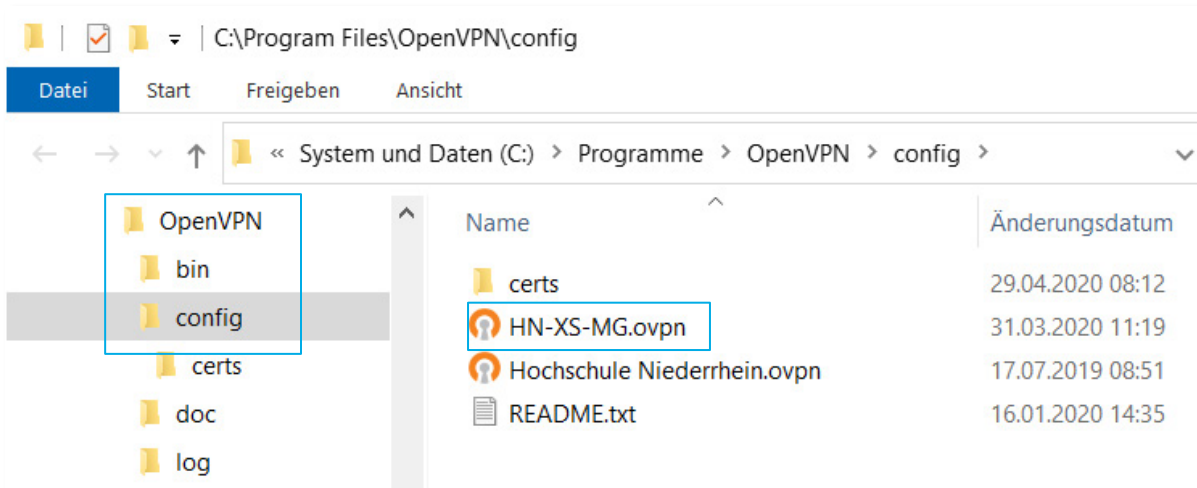 C:\Program Files\OpenVPN\config
Datei Start Freigeben Ansicht
« System und Daten (C:) > Programme > OpenVPN > config >
OpenVPN
bin
config
certs
doc
log
Name Änderungsdatum
certs 29.04.2020 08:12
HN-XS-MG.ovpn 31.03.2020 11:19
Hochschule Niederrhein.ovpn 17.07.2019 08:51
README.txt 16.01.2020 14:35